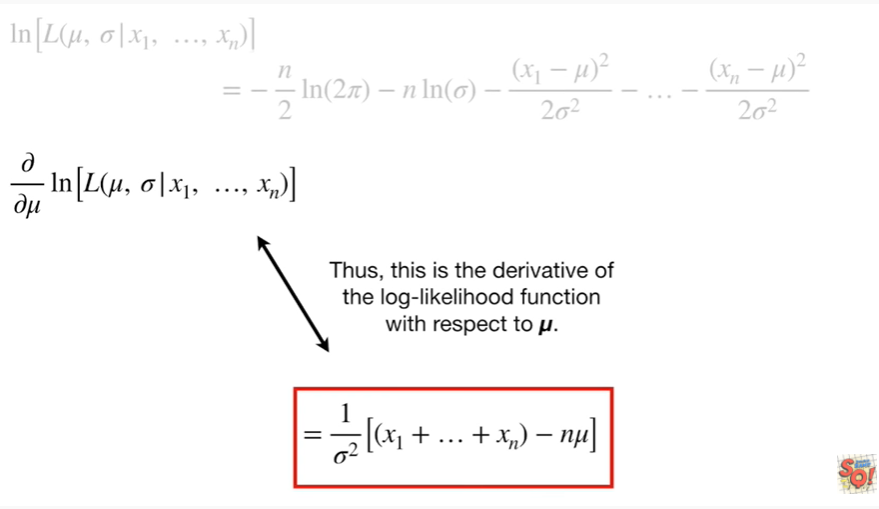 ln[L(μ, σ|x₁, …, xₙ)]
= −n/2 ln(2π) − n ln(σ) − (x₁ − μ)²/2σ² − … − (xₙ − μ)²/2σ²
∂/∂μ ln[L(μ, σ|x₁, …, xₙ)]
Thus, this is the derivative of
the log-likelihood function
with respect to μ.
= 1/σ² [(x₁ + … + xₙ) − nμ]
SQ!